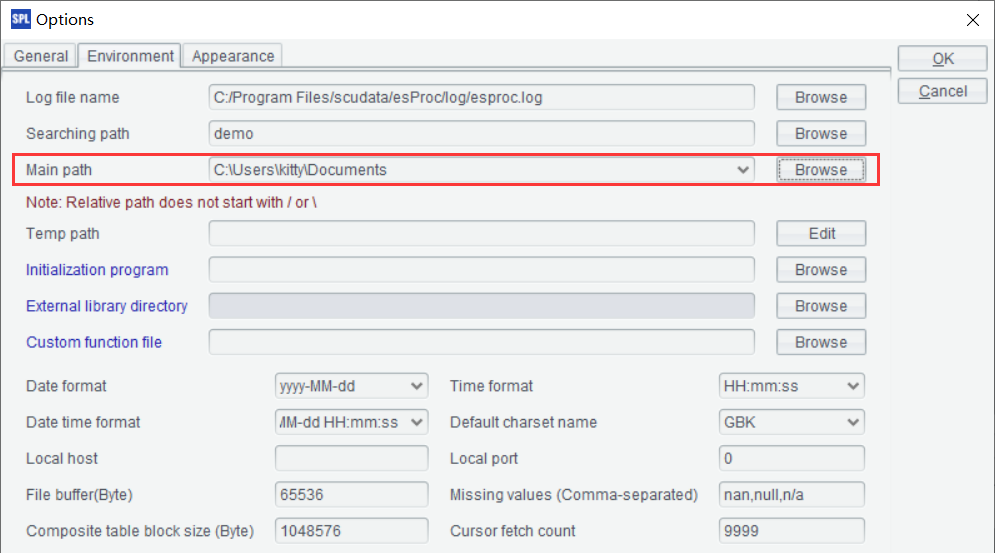 SPL Options
General Environment Appearance
OK
Cancel
Log file name C:/Program Files/scudata/esProc/log/esproc.log Browse
Searching path demo Browse
Main path C:\Users\kitty\Documents Browse
Note: Relative path does not start with / or \
Temp path Edit
Initialization program Browse
External library directory Browse
Custom function file Browse
Date format yyyy-MM-dd Time format HH:mm:ss
Date time format MM-dd HH:mm:ss Default charset name GBK
Local host Local port 0
File buffer(Byte) 65536 Missing values (Comma-separated) nan,null,n/a
Composite table block size (Byte) 1048576 Cursor fetch count 9999